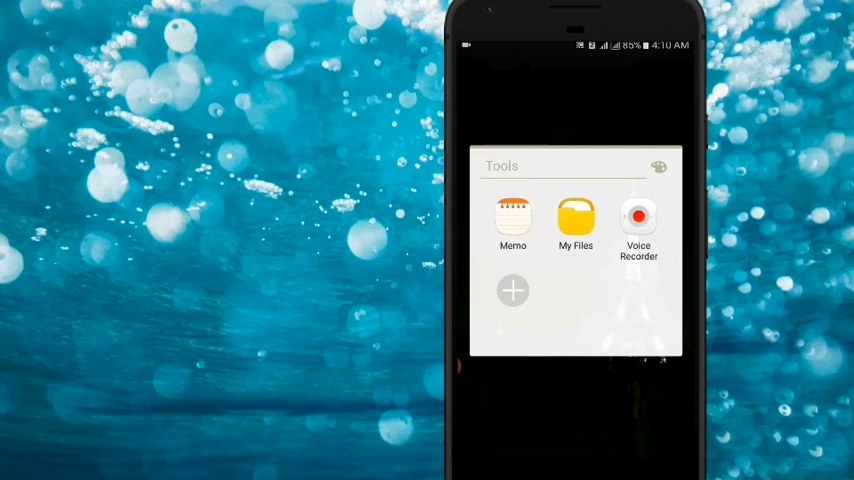 85% 4:10 AM
Tools
Memo
My Files
Voice
Recorder